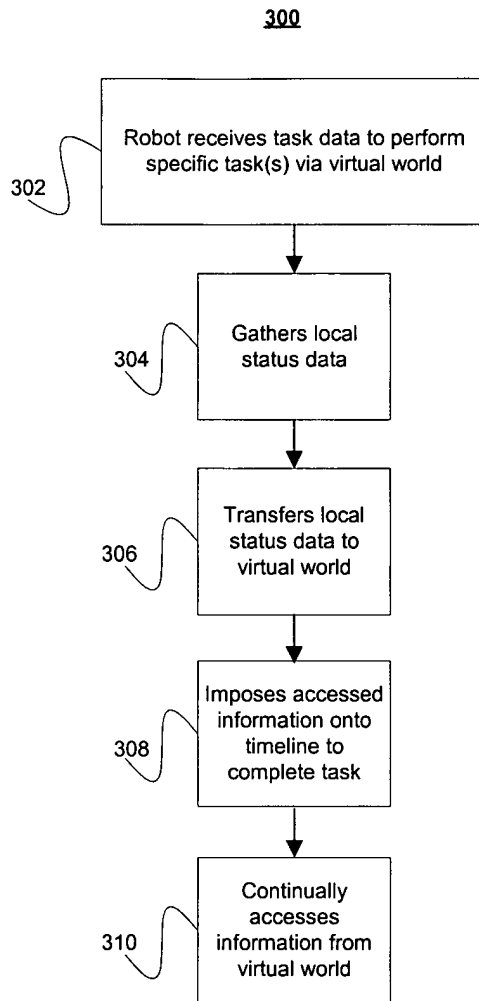 300
Robot receives task data to perform
specific task(s) via virtual world
302
Gathers local
status data
304
Transfers local
status data to
virtual world
306
Imposes accessed
information onto
timeline to
complete task
308
Continually
accesses
information from
virtual world
310